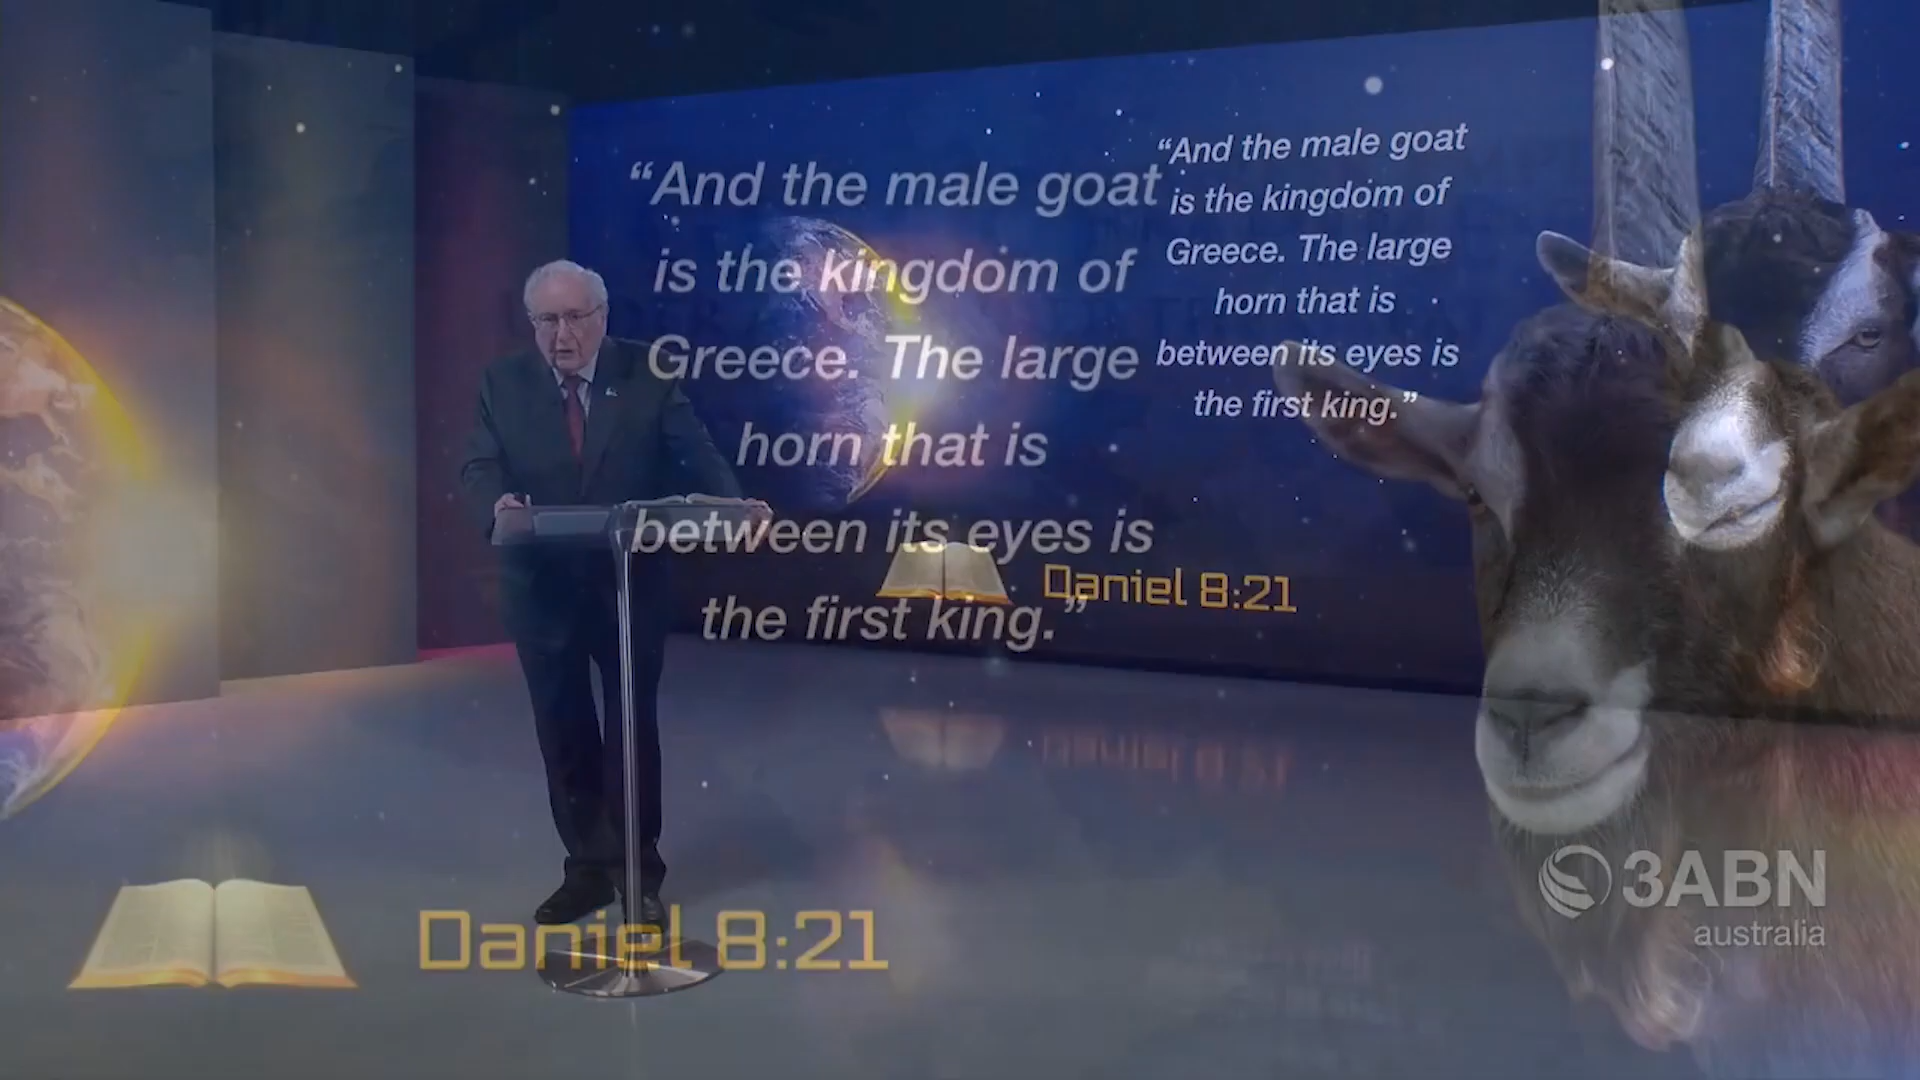 “And the male goat
is the kingdom of
Greece. The large
horn that is
between its eyes is
the first king.”
Daniel 8:21
“And the male goat
is the kingdom of
Greece. The large
horn that is
between its eyes is
the first king.”
Daniel 8:21
3ABN
australia